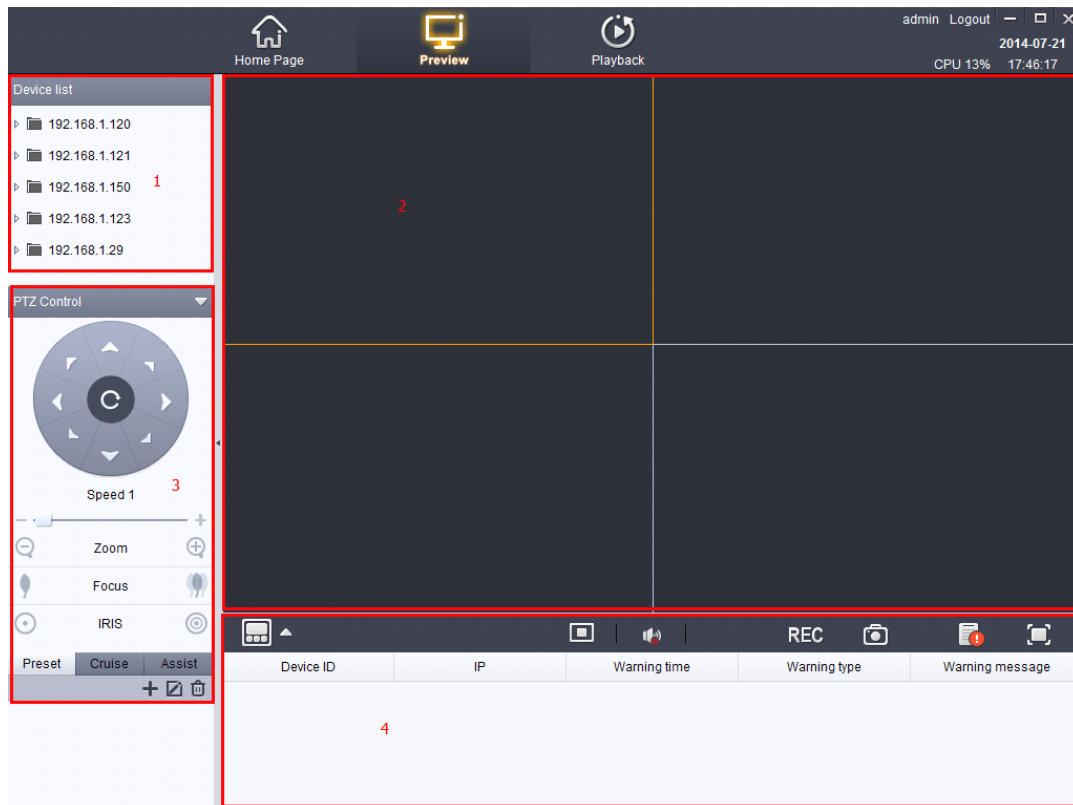 admin Logout
2014-07-21
CPU 13% 17:46:17
Home Page Preview Playback
Device list
192.168.1.120
192.168.1.121
192.168.1.150
192.168.1.123
192.168.1.29
1
2
PTZ Control
Speed 1
3
Zoom
Focus
IRIS
Preset Cruise Assist
REC
Device ID IP Warning time Warning type Warning message
4